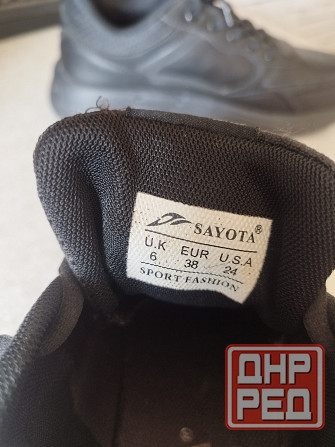 SAYOTA®
U.K EUR U.S.A
6 38 24
SPORT FASHION
ДНР
РЕД